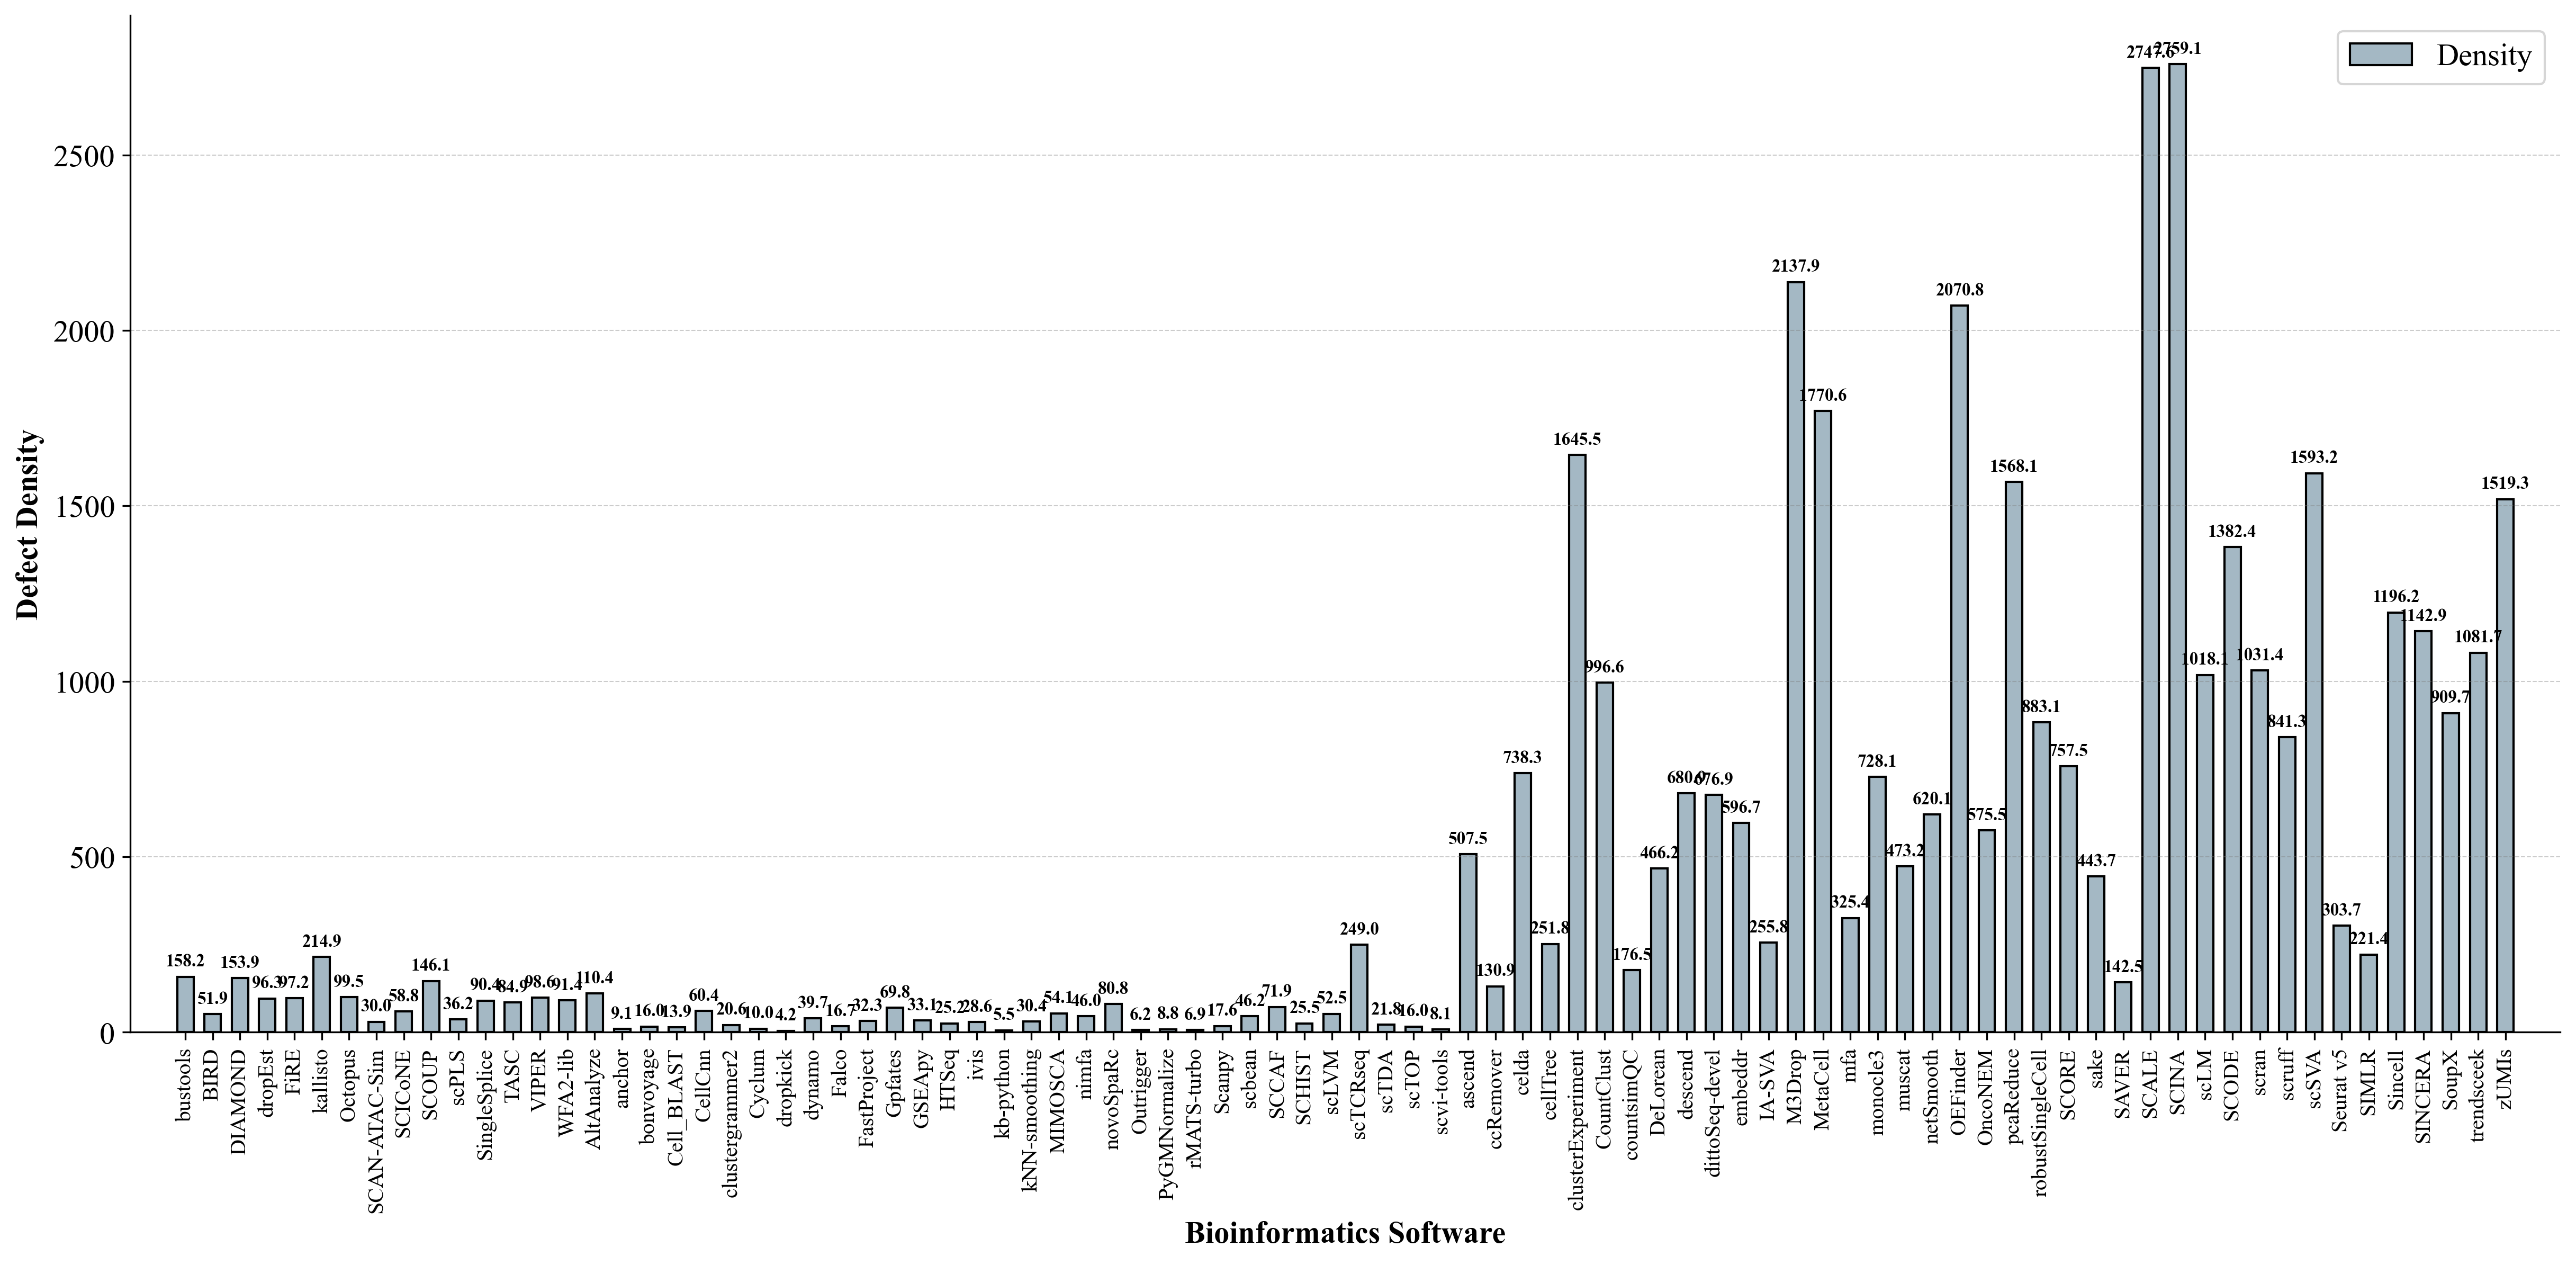 Density
Defect Density
2500
2000
1500
1000
500
0
158.2
51.9
153.9
96.3
97.2
214.9
99.5
30.0
58.8
146.1
36.2
90.4
84.9
98.6
91.4
110.4
9.1
16.0
13.9
60.4
20.6
10.0
4.2
39.7
16.7
32.3
69.8
33.1
25.2
28.6
5.5
30.4
54.1
46.0
80.8
6.2
8.8
6.9
17.6
46.2
71.9
25.5
52.5
249.0
21.8
16.0
8.1
507.5
130.9
738.3
251.8
1645.5
996.6
176.5
466.2
680.9
676.9
596.7
255.8
2137.9
1770.6
325.4
728.1
473.2
620.1
2070.8
575.5
1568.1
883.1
757.5
443.7
142.5
2747.6
2759.1
1018.1
1382.4
1031.4
841.3
1593.2
303.7
221.4
1196.2
1142.9
909.7
1081.7
1519.3
bustools
BIRD
DIAMOND
dropEst
FiRE
kallisto
Octopus
SCAN-ATAC-Sim
SCICoNE
SCOUP
scPLS
SingleSplice
TASC
VIPER
WFA2-lib
AltAnalyze
anchor
bonvoyage
Cell_BLAST
CellCnn
clustergrammer2
Cyclum
dropkick
dynamo
Falco
FastProject
Gpfates
GSEApy
HTSeq
ivis
kb-python
kNN-smoothing
MIMOSCA
nimfa
novoSpaRc
Outrigger
PyGMNormalize
rMATS-turbo
Scanpy
scbean
SCCAF
SCHIST
scLVM
scTCRseq
scTDA
scTOP
scvi-tools
ascend
ccRemover
celda
cellTree
clusterExperiment
CountClust
countsimQC
DeLorean
descend
dittoSeq-devel
embeddr
IA-SVA
M3Drop
MetaCell
mfa
monocle3
muscat
netSmooth
OEFinder
OncoNEM
pcaReduce
robustSingleCell
SCORE
sake
SAVER
SCALE
SCINA
scLM
SCODE
scran
scruff
scSVA
Seurat v5
SIMLR
Sincell
SINCERA
SoupX
trendsceek
zUMIs
Bioinformatics Software